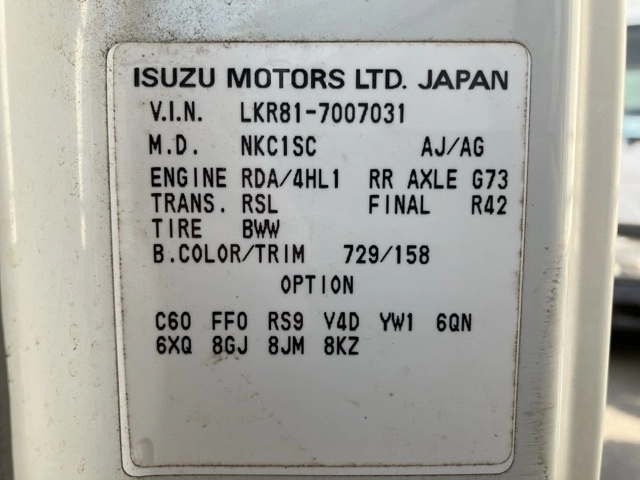 ISUZU MOTORS LTD. JAPAN
V.I.N. LKR81-7007031
M.D. NKC1SC AJ/AG
ENGINE RDA/4HL1 RR AXLE G73
TRANS. RSL FINAL R42
TIRE BWW
B.COLOR/TRIM 729/158
OPTION
C60 FF0 RS9 V4D YW1 6QN
6XQ 8GJ 8JM 8KZ